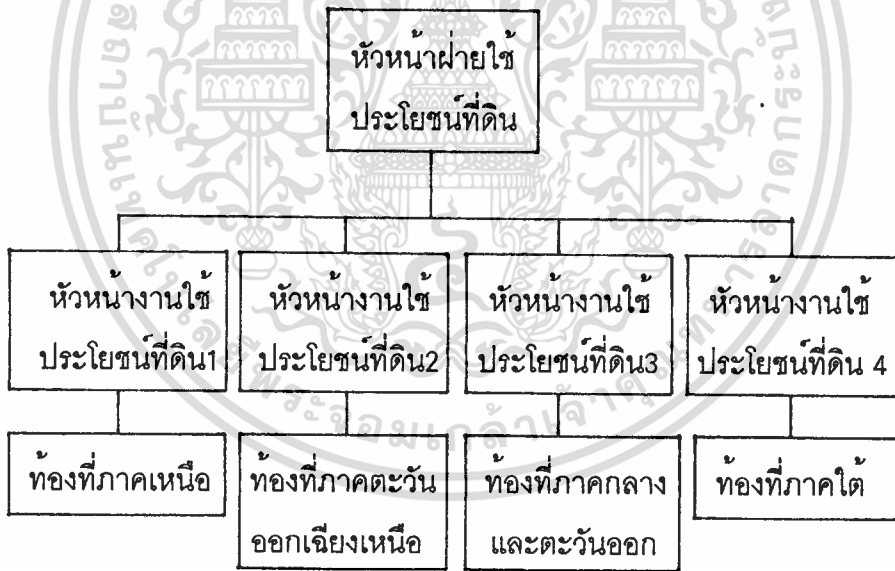 หัวหน้าฝ่ายใช้
ประโยชน์ที่ดิน
หัวหน้างานใช้
ประโยชน์ที่ดิน1
หัวหน้างานใช้
ประโยชน์ที่ดิน2
หัวหน้างานใช้
ประโยชน์ที่ดิน3
หัวหน้างานใช้
ประโยชน์ที่ดิน 4
ท้องที่ภาคเหนือ
ท้องที่ภาคตะวัน
ออกเฉียงเหนือ
ท้องที่ภาคกลาง
และตะวันออก
ท้องที่ภาคใต้